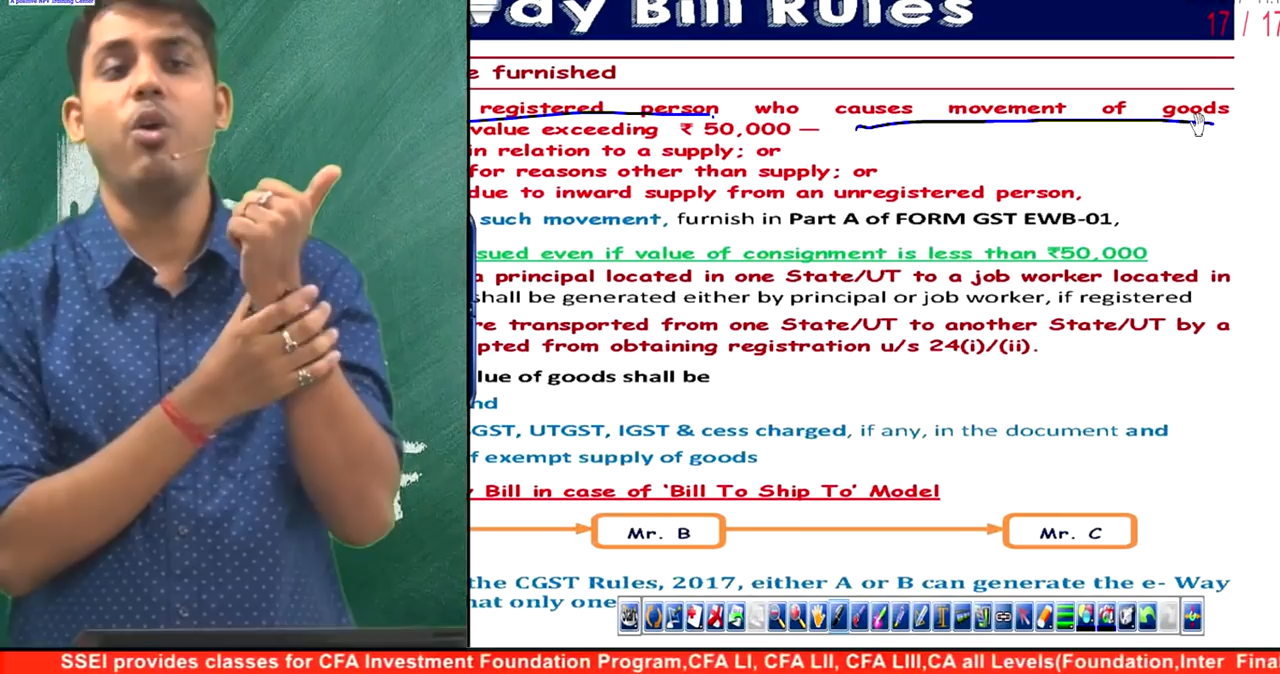 A positive RPV Training Center
Way Bill Rules
17 / 17
e furnished
registered person who causes movement of goods
value exceeding ₹ 50,000 —
in relation to a supply; or
for reasons other than supply; or
due to inward supply from an unregistered person,
such movement, furnish in Part A of FORM GST EWB-01,
sued even if value of consignment is less than ₹50,000
a principal located in one State/UT to a job worker located in
shall be generated either by principal or job worker, if registered
re transported from one State/UT to another State/UT by a
pted from obtaining registration u/s 24(i)/(ii).
lue of goods shall be
nd
GST, UTGST, IGST & cess charged, if any, in the document and
f exempt supply of goods
y Bill in case of ‘Bill To Ship To’ Model
Mr. B
Mr. C
the CGST Rules, 2017, either A or B can generate the e- Way
hat only one
SSEI provides classes for CFA Investment Foundation Program,CFA LI, CFA LII, CFA LIII,CA all Levels(Foundation,Inter Fina